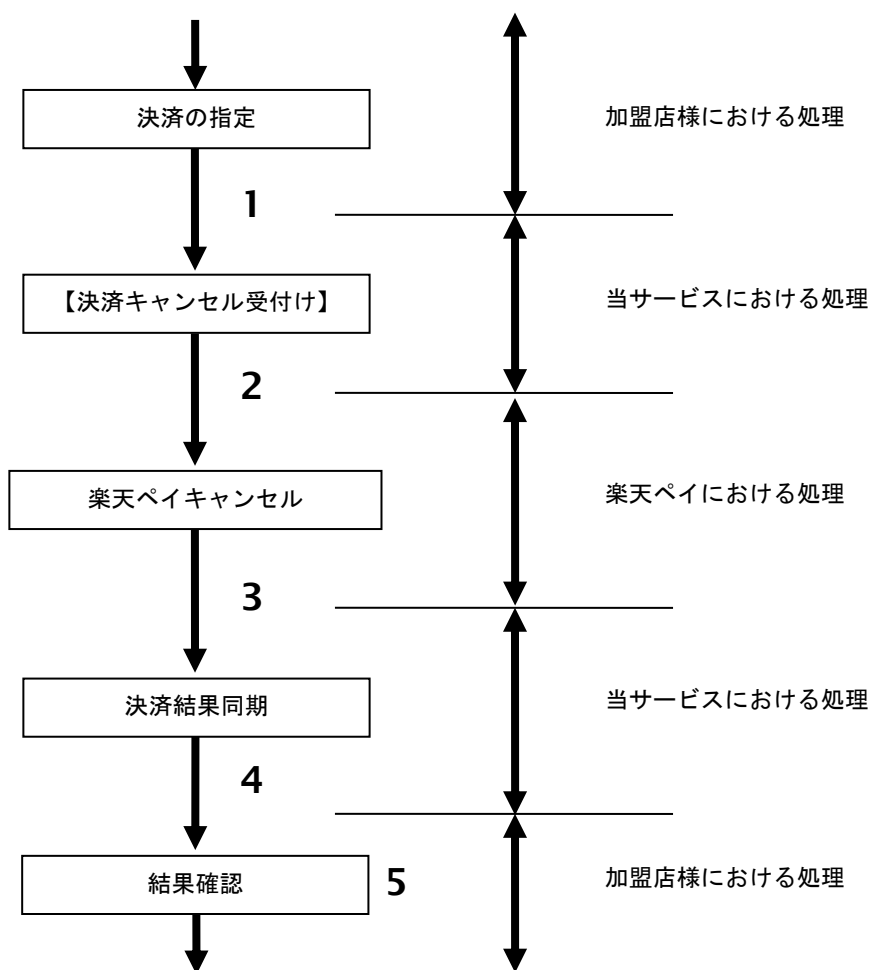 決済の指定
加盟店様における処理
1
【決済キャンセル受付け】
当サービスにおける処理
2
楽天ペイキャンセル
楽天ペイにおける処理
3
決済結果同期
当サービスにおける処理
4
結果確認
5
加盟店様における処理